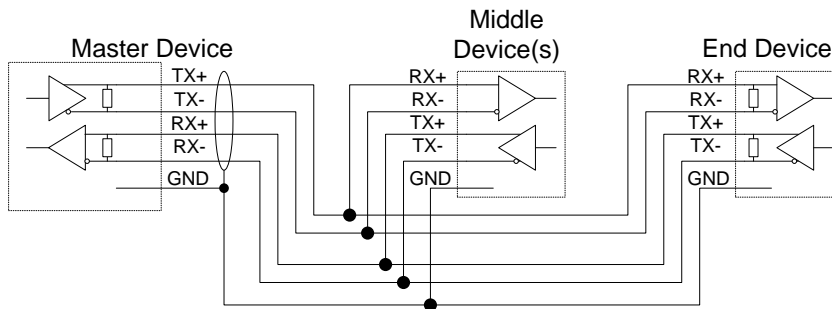 Master Device
TX+
TX-
RX+
RX-
GND
Middle
Device(s)
RX+
RX-
TX+
TX-
GND
End Device
RX+
RX-
TX+
TX-
GND